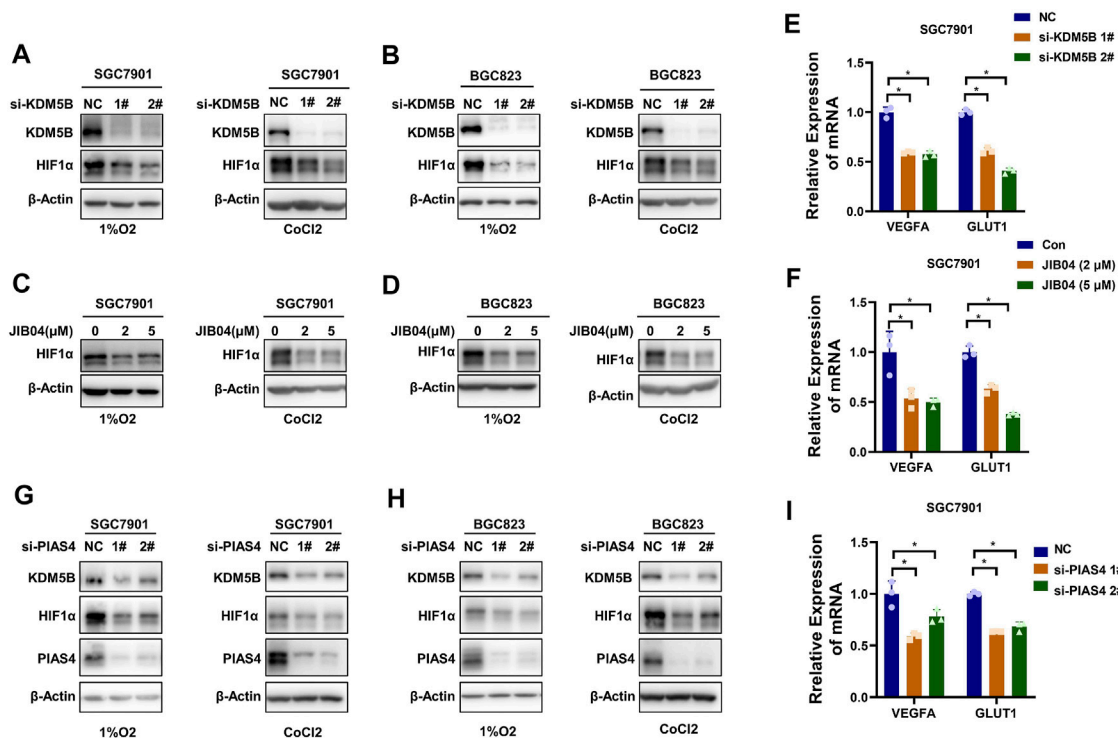 A
SGC7901
si-KDM5B NC 1# 2#
KDM5B
HIF1α
β-Actin
1%O2
SGC7901
si-KDM5B NC 1# 2#
KDM5B
HIF1α
β-Actin
CoCl2
B
BGC823
si-KDM5B NC 1# 2#
KDM5B
HIF1α
β-Actin
1%O2
BGC823
si-KDM5B NC 1# 2#
KDM5B
HIF1α
β-Actin
CoCl2
E
SGC7901
NC
si-KDM5B 1#
si-KDM5B 2#
Rrelative Expression
of mRNA
1.5
1.0
0.5
0.0
* * * *
VEGFA GLUT1
C
SGC7901
JIB04(μM) 0 2 5
HIF1α
β-Actin
1%O2
SGC7901
JIB04(μM) 0 2 5
HIF1α
β-Actin
CoCl2
D
BGC823
JIB04(μM) 0 2 5
HIF1α
β-Actin
1%O2
BGC823
JIB04(μM) 0 2 5
HIF1α
β-Actin
CoCl2
F
SGC7901
Con
JIB04 (2 μM)
JIB04 (5 μM)
Relative Expression
of mRNA
1.5
1.0
0.5
0.0
* * * *
VEGFA GLUT1
G
SGC7901
si-PIAS4 NC 1# 2#
KDM5B
HIF1α
PIAS4
β-Actin
1%O2
SGC7901
si-PIAS4 NC 1# 2#
KDM5B
HIF1α
PIAS4
β-Actin
CoCl2
H
BGC823
si-PIAS4 NC 1# 2#
KDM5B
HIF1α
PIAS4
β-Actin
1%O2
BGC823
si-PIAS4 NC 1# 2#
KDM5B
HIF1α
PIAS4
β-Actin
CoCl2
I
SGC7901
NC
si-PIAS4 1
si-PIAS4 2
Rrelative Expression
of mRNA
1.5
1.0
0.5
0.0
* * * *
VEGFA GLUT1